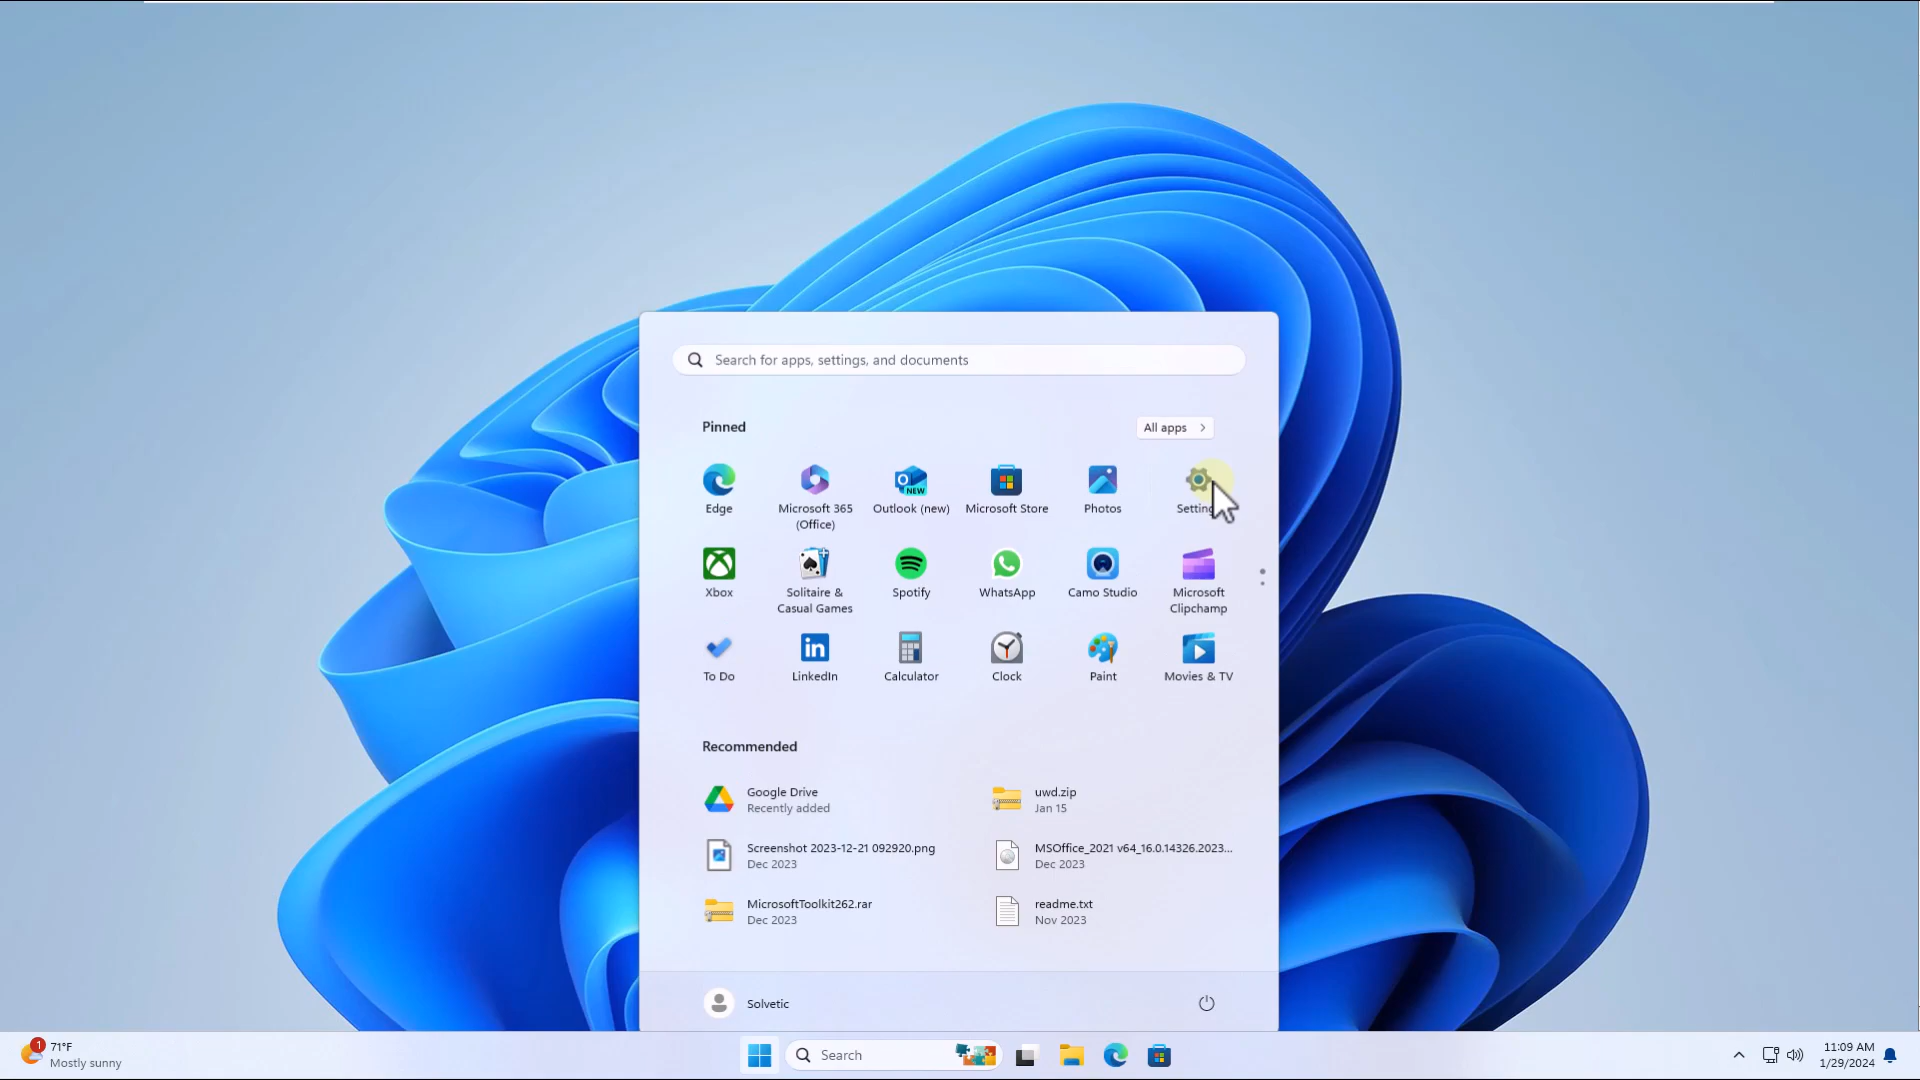 Search for apps, settings, and documents
Pinned
All apps
Edge
Microsoft 365
(Office)
Outlook (new)
NEW
Microsoft Store
Photos
Xbox
Solitaire &
Casual Games
Spotify
WhatsApp
Camo Studio
Microsoft
Clipchamp
To Do
in
LinkedIn
Calculator
Clock
Paint
Movies & TV
Recommended
Google Drive
Recently added
uwd.zip
Jan 15
Screenshot 2023-12-21 092920.png
Dec 2023
MSOffice_2021 v64_16.0.14326.2023...
Dec 2023
MicrosoftToolkit262.rar
Dec 2023
readme.txt
Nov 2023
Solvetic
1
71°F
Mostly sunny
Search
11:09 AM
1/29/2024